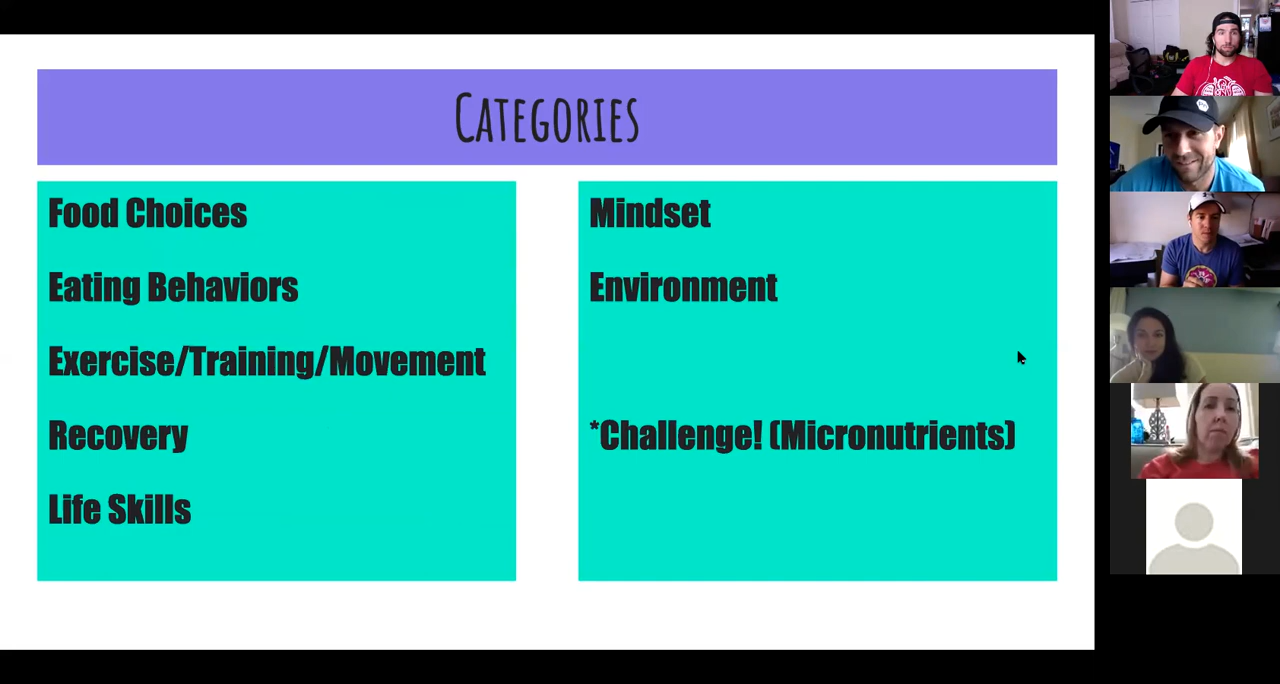 Categories
Food Choices
Eating Behaviors
Exercise/Training/Movement
Recovery
Life Skills
Mindset
Environment
*Challenge! (Micronutrients)